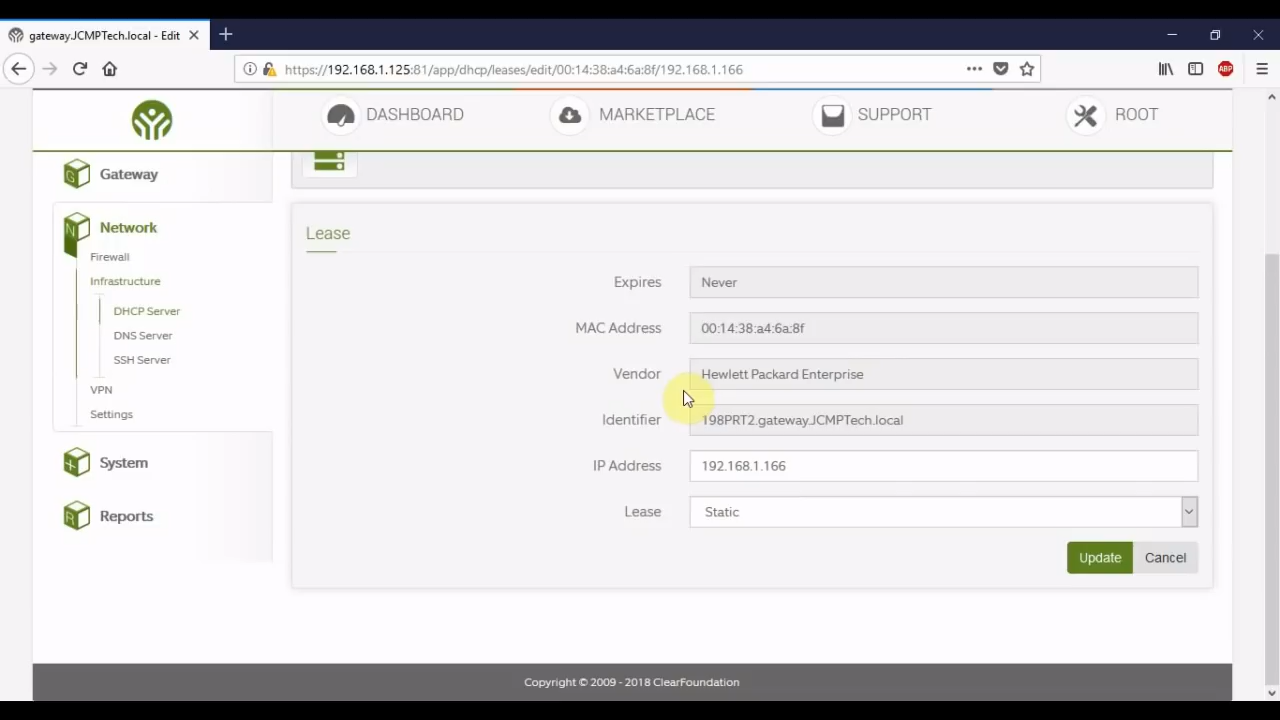 gateway.JCMPTech.local - Edit
https://192.168.1.125:81/app/dhcp/leases/edit/00:14:38:a4:6a:8f/192.168.1.166
ABP
DASHBOARD
MARKETPLACE
SUPPORT
ROOT
G Gateway
N Network
Firewall
Infrastructure
DHCP Server
DNS Server
SSH Server
VPN
Settings
System
R Reports
Lease
Expires Never
MAC Address 00:14:38:a4:6a:8f
Vendor Hewlett Packard Enterprise
Identifier 198PRT2.gateway.JCMPTech.local
IP Address 192.168.1.166
Lease Static
Update Cancel
Copyright © 2009 - 2018 ClearFoundation